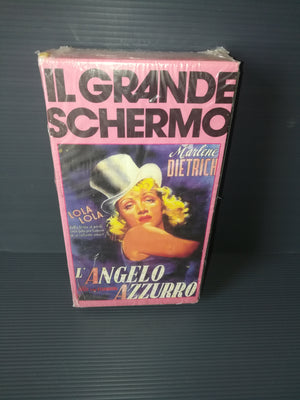 IL GRANDE
SCHERMO
Marlene
DIETRICH
LOLA
LOLA
L'ANGELO
AZZURRO